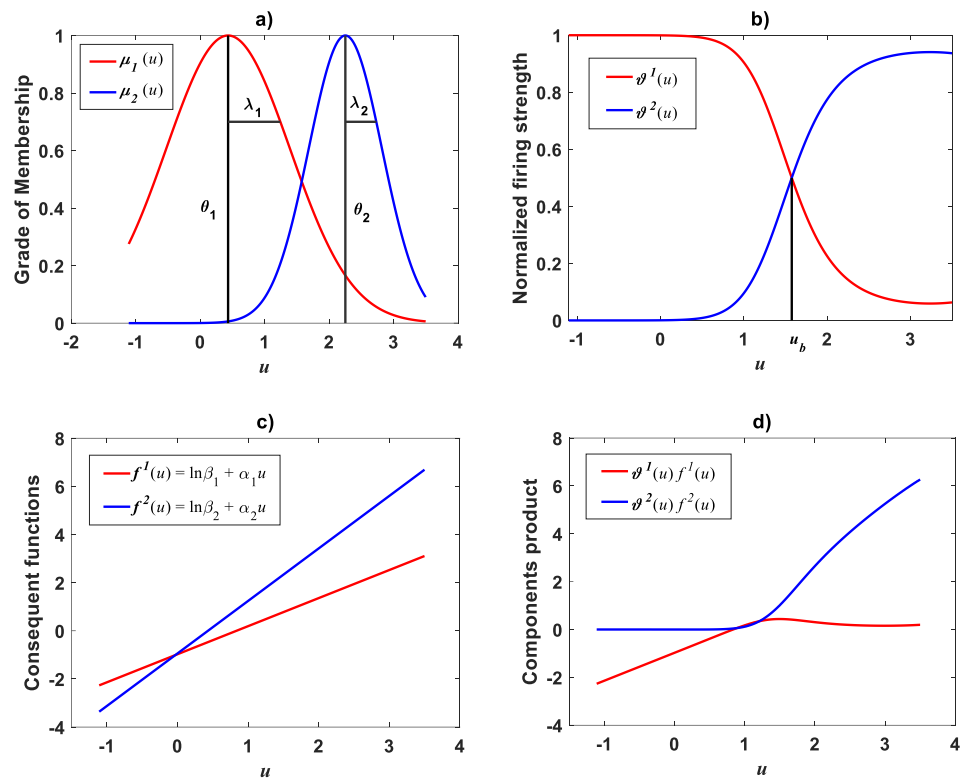 a)
Grade of Membership
1
0.8
0.6
0.4
0.2
0
μ1 (u)
μ2 (u)
λ1
λ2
θ1
θ2
-2 -1 0 1 2 3 4
u
b)
Normalized firing strength
1
0.8
0.6
0.4
0.2
0
ϑ1(u)
ϑ2(u)
-1 0 1 ub 2 3
u
c)
Consequent functions
8
6
4
2
0
-2
-4
f1(u) = lnβ1 + α1u
f2(u) = lnβ2 + α2u
-1 0 1 2 3 4
u
d)
Components product
8
6
4
2
0
-2
-4
ϑ1(u) f1(u)
ϑ2(u) f2(u)
-1 0 1 2 3 4
u